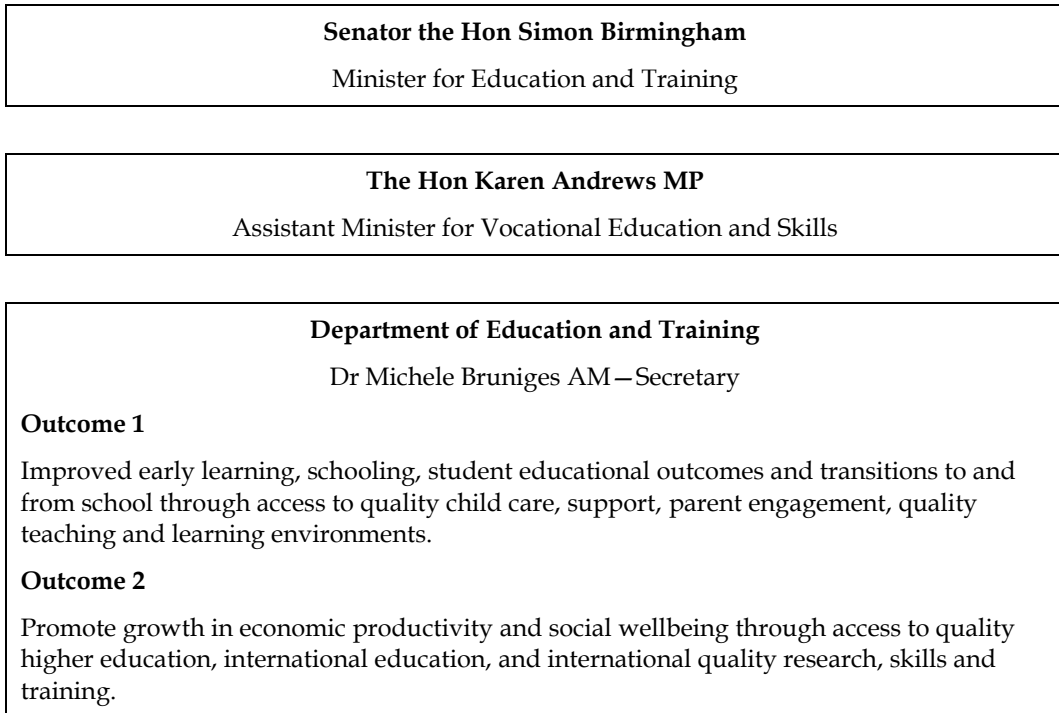 Senator the Hon Simon Birmingham
Minister for Education and Training
The Hon Karen Andrews MP
Assistant Minister for Vocational Education and Skills
Department of Education and Training
Dr Michele Bruniges AM—Secretary
Outcome 1
Improved early learning, schooling, student educational outcomes and transitions to and
from school through access to quality child care, support, parent engagement, quality
teaching and learning environments.
Outcome 2
Promote growth in economic productivity and social wellbeing through access to quality
higher education, international education, and international quality research, skills and
training.